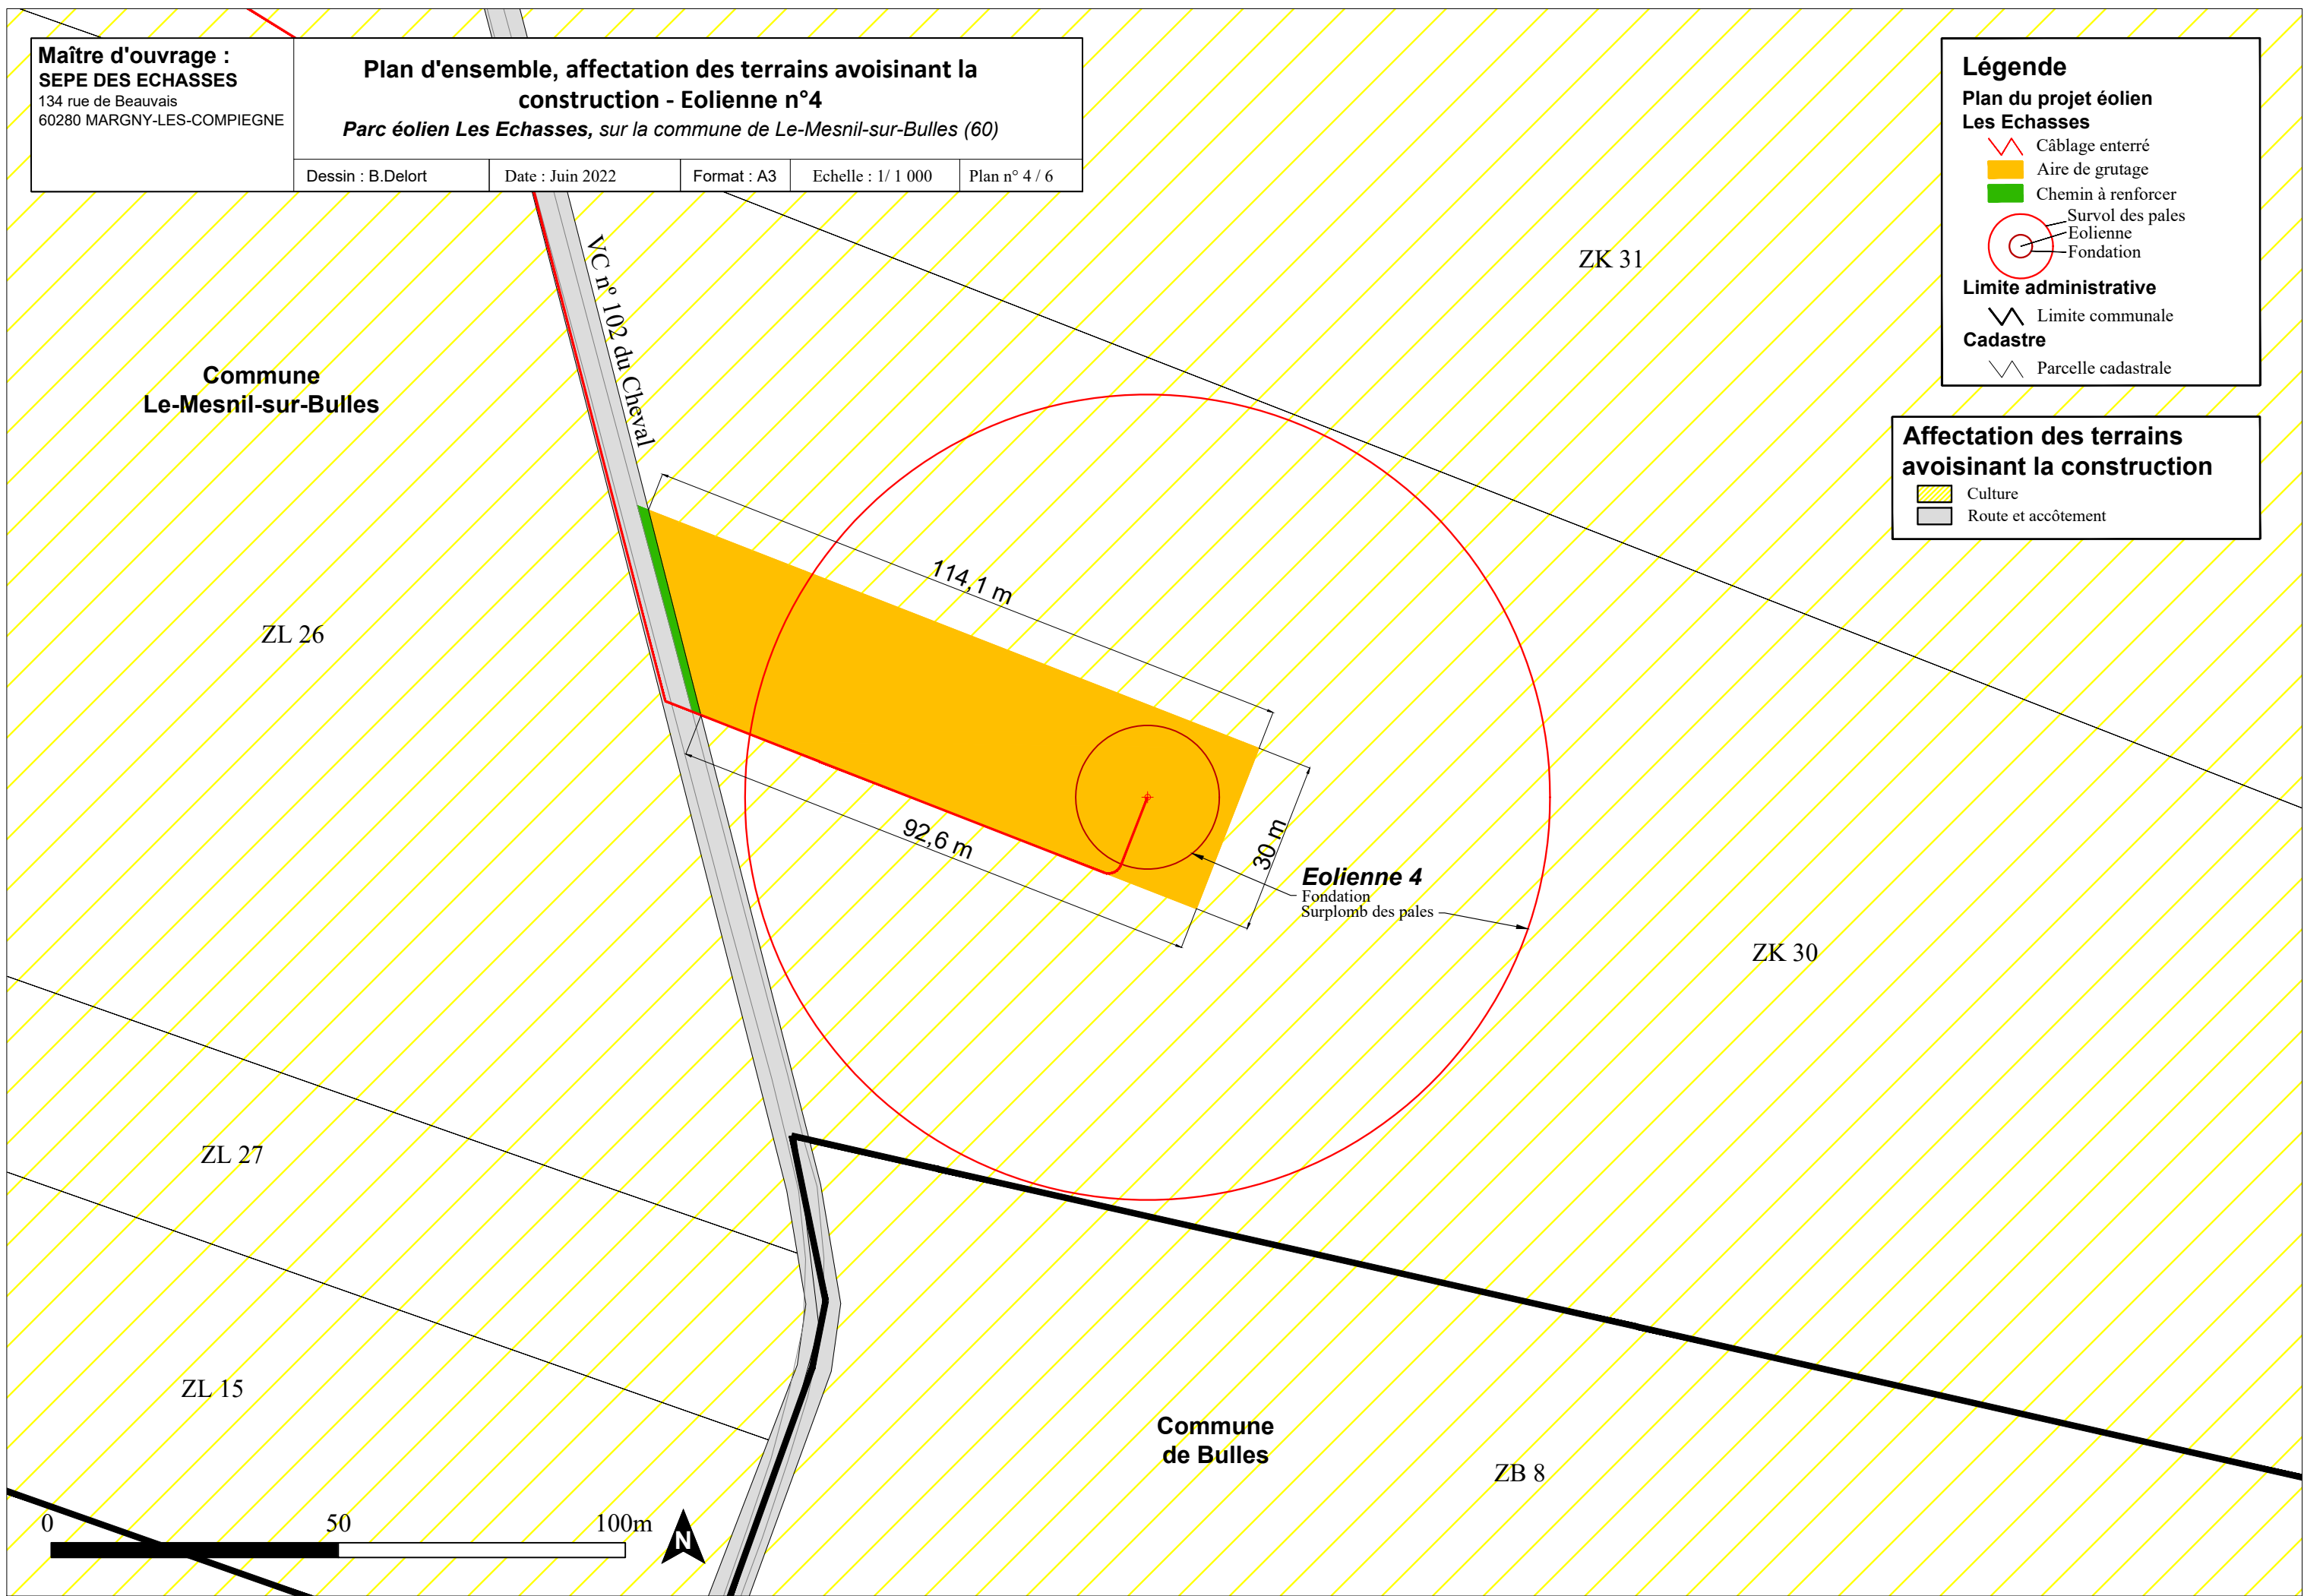 Maître d'ouvrage :
SEPE DES ECHASSES
134 rue de Beauvais
60280 MARGNY-LES-COMPIEGNE
Plan d'ensemble, affectation des terrains avoisinant la
construction - Eolienne n°4
Parc éolien Les Echasses, sur la commune de Le-Mesnil-sur-Bulles (60)
Dessin : B.Delort
Date : Juin 2022
Format : A3
Echelle : 1/ 1 000
Plan n° 4 / 6
Légende
Plan du projet éolien
Les Echasses
Câblage enterré
Aire de grutage
Chemin à renforcer
Survol des pales
Eolienne
Fondation
Limite administrative
Limite communale
Cadastre
Parcelle cadastrale
Affectation des terrains
avoisinant la construction
Culture
Route et accôtement
VC n° 102 du Cheval
ZK 31
Commune
Le-Mesnil-sur-Bulles
ZL 26
114,1 m
92,6 m
30 m
Eolienne 4
Fondation
Surplomb des pales
ZK 30
ZL 27
ZL 15
Commune
de Bulles
ZB 8
0 50 100m
N